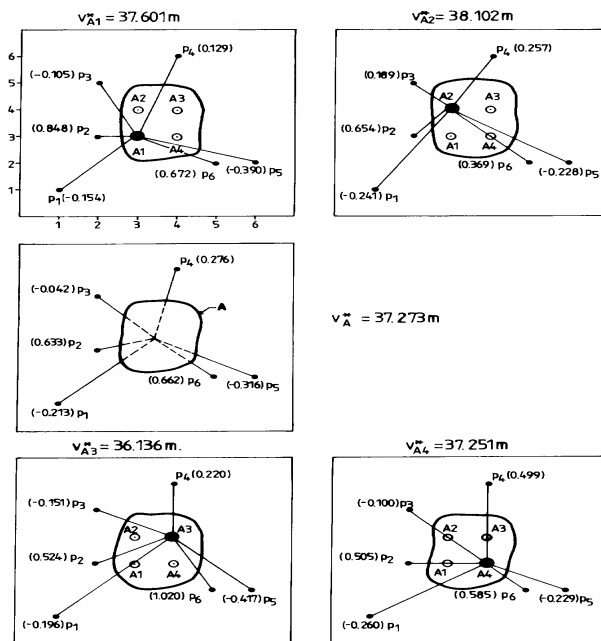 v**A1 = 37.601 m
v**A2 = 38.102 m
6
5
4
3
2
1
1 2 3 4 5 6
P4 (0.129)
(-0.105) P3
A2 A3
(0.848) P2
A1 A4
(0.672) P6
(-0.390) P5
P1 (-0.154)
P4 (0.257)
(0.189) P3
A2 A3
(0.654) P2
A1 A4
(0.369) P6
(-0.228) P5
(-0.241) P1
P4 (0.276)
(-0.042) P3
A
(0.633) P2
(0.662) P6
(-0.316) P5
(-0.213) P1
v**A = 37.273 m
v**A3 = 36.136 m.
v**A4 = 37.251 m
P4 (0.220)
(-0.151) P3
A2 A3
(0.524) P2
A1 A4
(1.020) P6
(-0.417) P5
(-0.196) P1
P4 (0.499)
(-0.100) P3
A2 A3
(0.505) P2
A1 A4
(0.585) P6
(-0.229) P5
(-0.260) P1